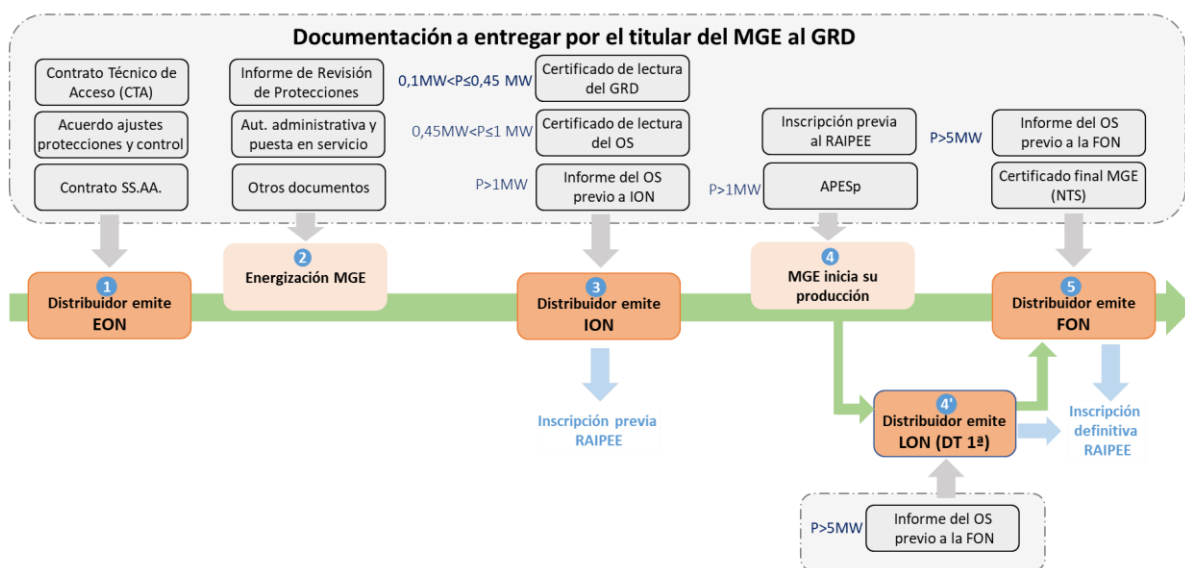 Documentación a entregar por el titular del MGE al GRD
Contrato Técnico de
Acceso (CTA)
Acuerdo ajustes
protecciones y control
Contrato SS.AA.
Informe de Revisión
de Protecciones
Aut. administrativa y
puesta en servicio
Otros documentos
0,1MW<P≤0,45 MW
Certificado de lectura
del GRD
0,45MW<P≤1 MW
Certificado de lectura
del OS
P>1MW
Informe del OS
previo a ION
Inscripción previa
al RAIPEE
P>1MW
APESp
P>5MW
Informe del OS
previo a la FON
Certificado final MGE
(NTS)
1
Distribuidor emite
EON
2
Energización MGE
3
Distribuidor emite
ION
4
MGE inicia su
producción
5
Distribuidor emite
FON
Inscripción previa
RAIPEE
4'
Distribuidor emite
LON (DT 1ª)
Inscripción
definitiva
RAIPEE
P>5MW
Informe del OS
previo a la FON